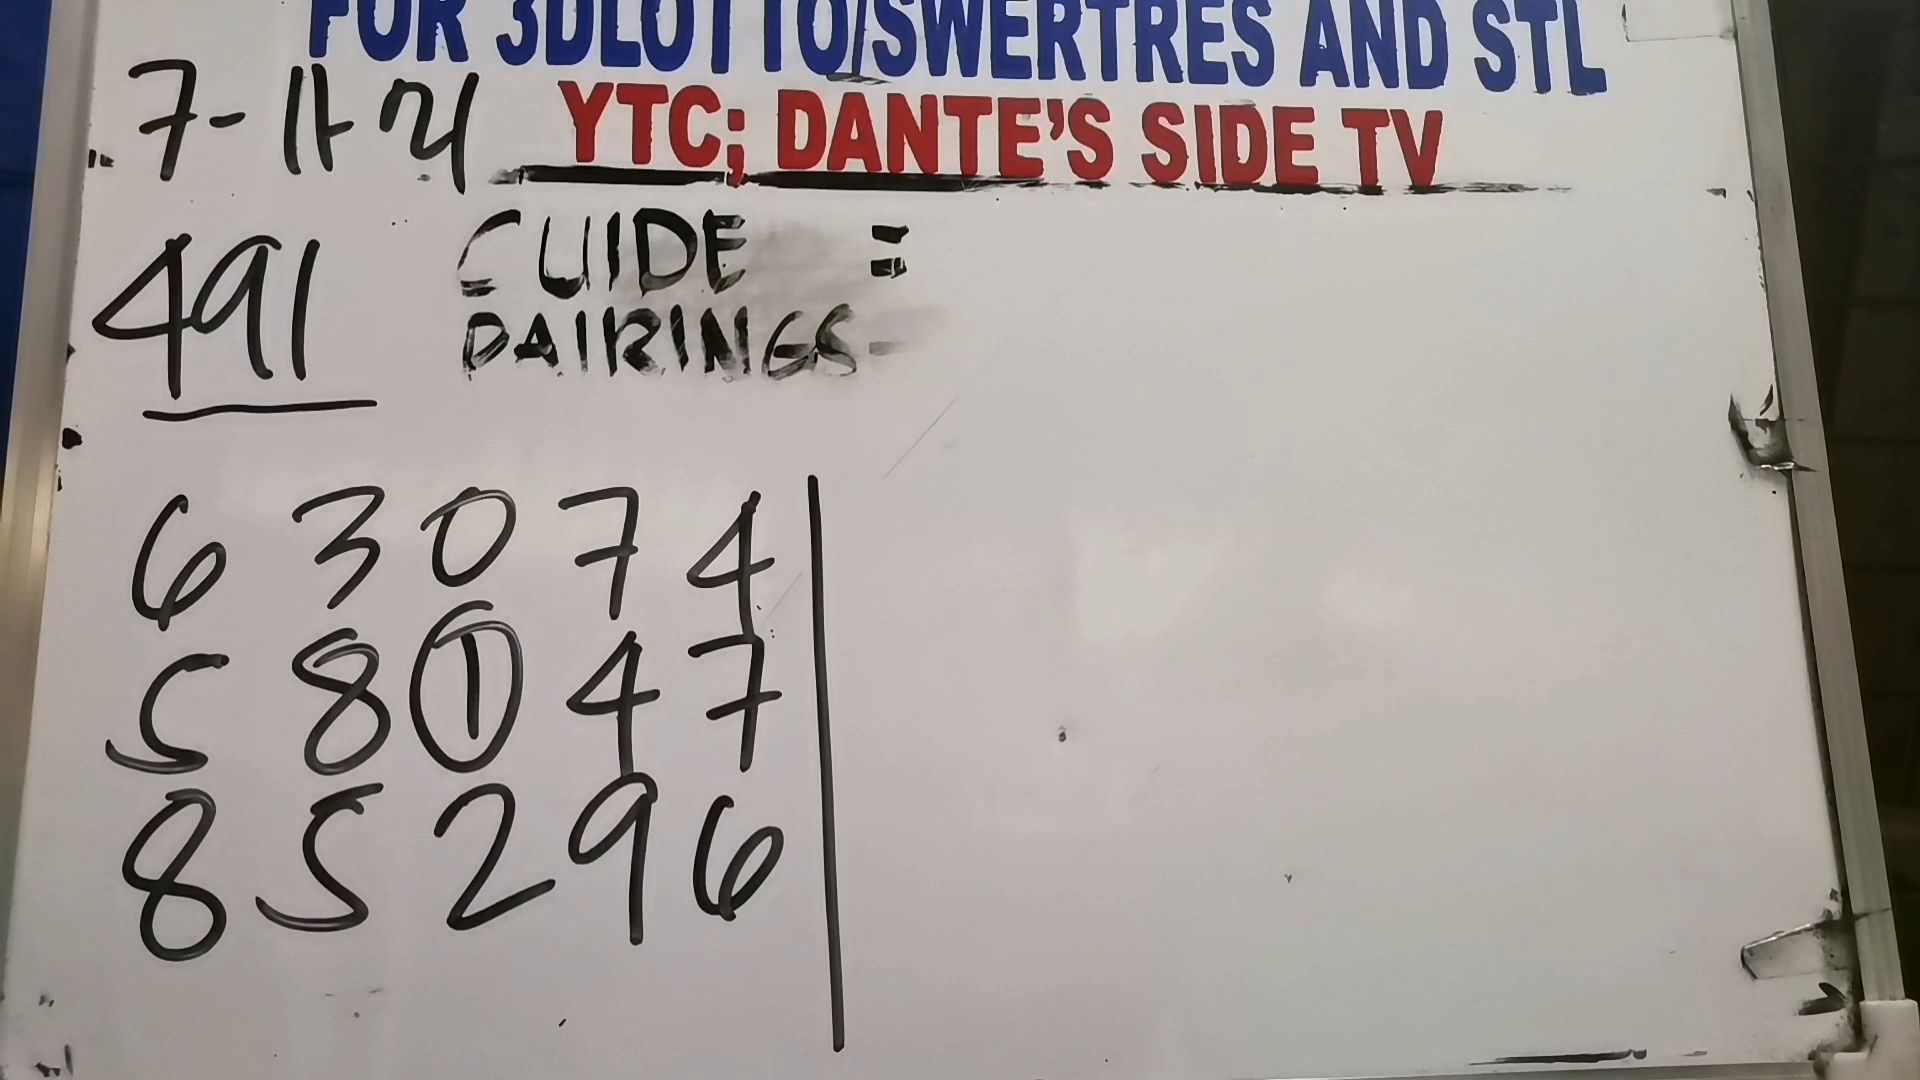 FOR 3DLOTTO/SWERTRES AND STL
7-11-21 YTC; DANTE'S SIDE TV
491 GUIDE =
PAIRINGS-
6 3 0 7 4
5 8 1 4 7
8 5 2 9 6